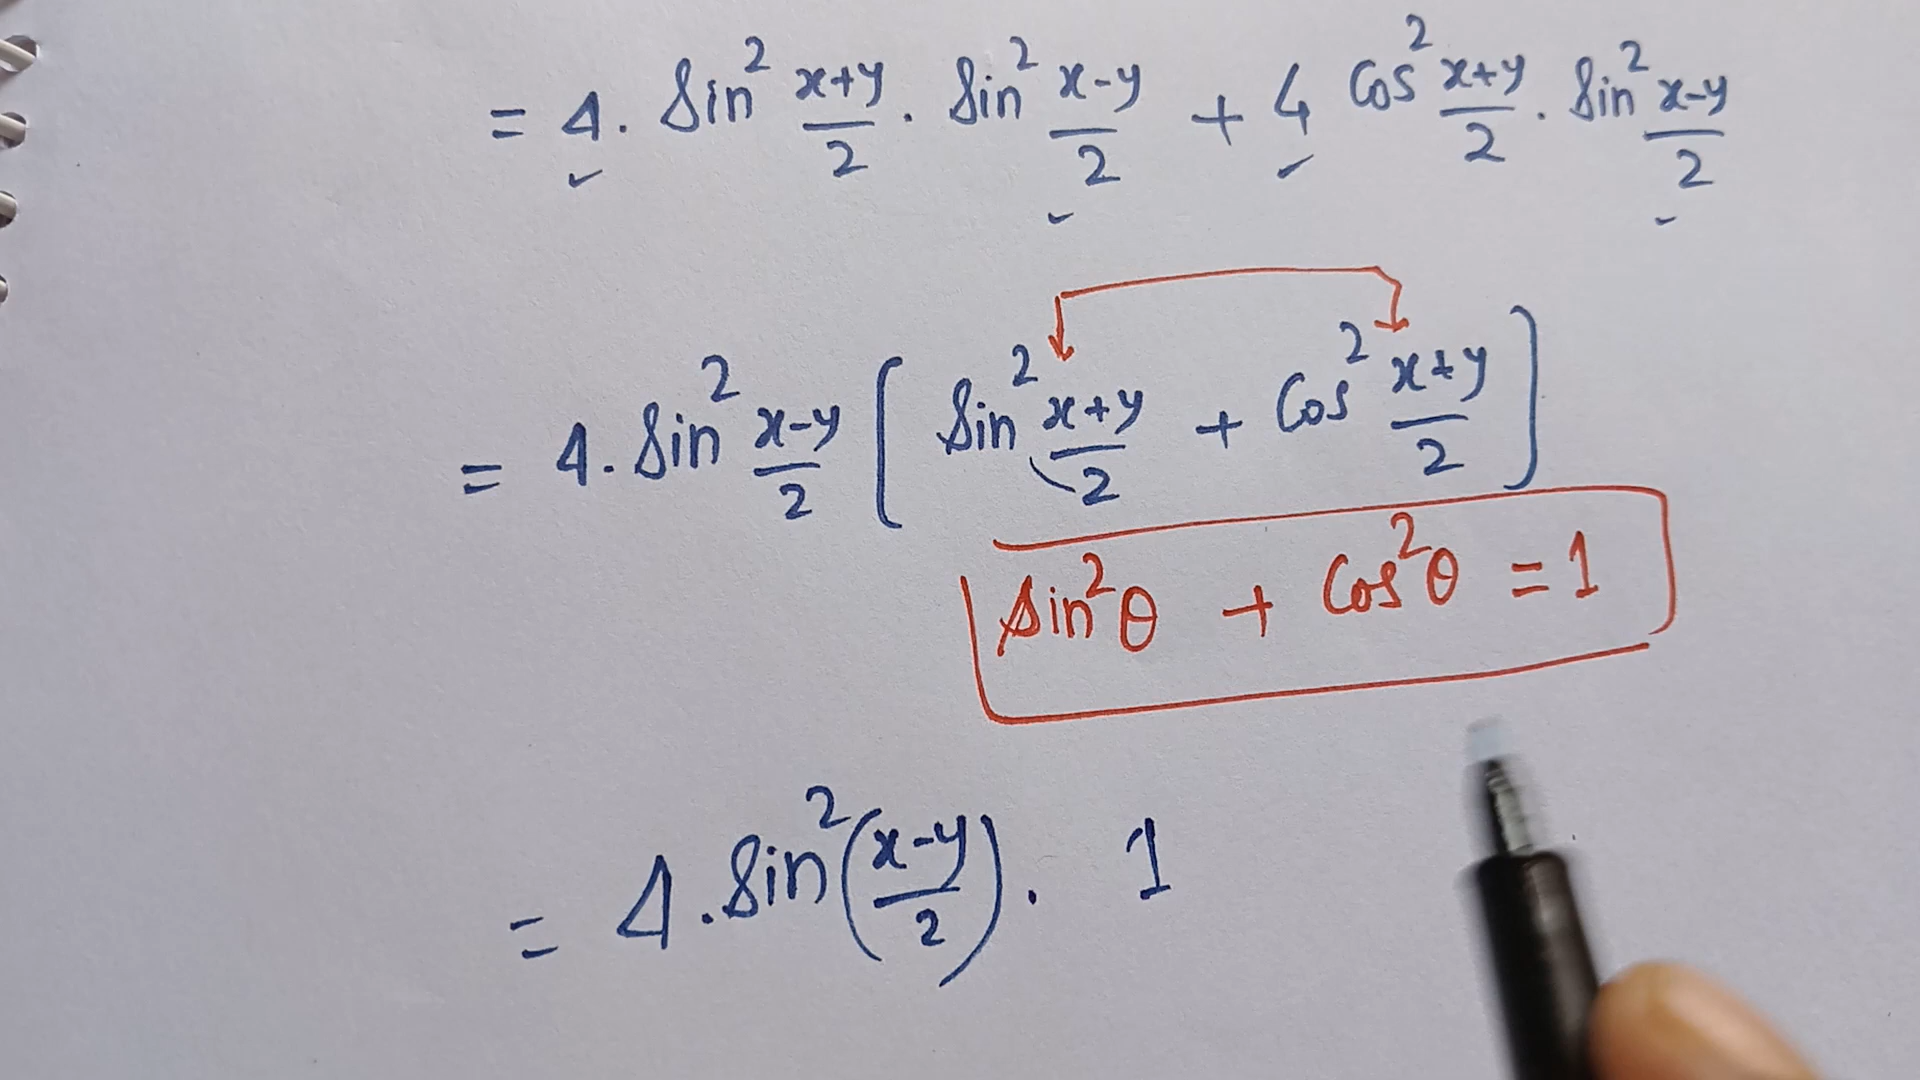 = 4. Sin² x+y/2 . Sin² x-y/2 + 4 Cos² x+y/2 . Sin² x-y/2
= 4. Sin² x-y/2 [ Sin² x+y/2 + Cos² x+y/2 ]
Sin²θ + Cos²θ = 1
= 4 . Sin² (x-y/2) . 1